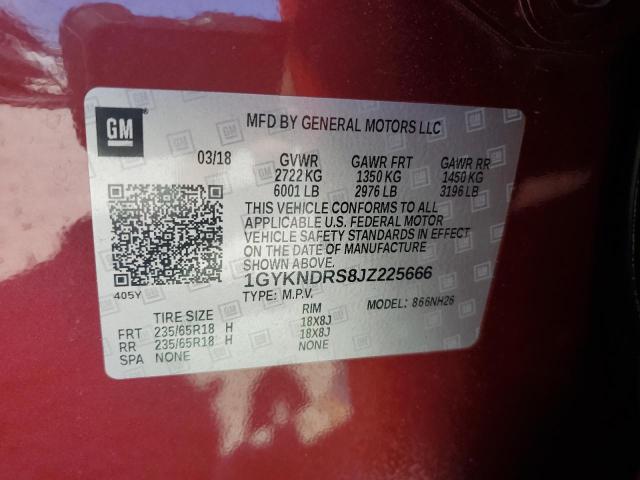 GM
MFD BY GENERAL MOTORS LLC
03/18 GVWR GAWR FRT GAWR RR
2722 KG 1350 KG 1450 KG
6001 LB 2976 LB 3196 LB
THIS VEHICLE CONFORMS TO ALL
APPLICABLE U.S. FEDERAL MOTOR
VEHICLE SAFETY STANDARDS IN EFFECT
ON THE DATE OF MANUFACTURE
SHOWN ABOVE.
1GYKNDRS8JZ225666
405Y TYPE: M.P.V. MODEL: 866NH26
TIRE SIZE RIM
FRT 235/65R18 H 18X8J
RR 235/65R18 H 18X8J
SPA NONE NONE